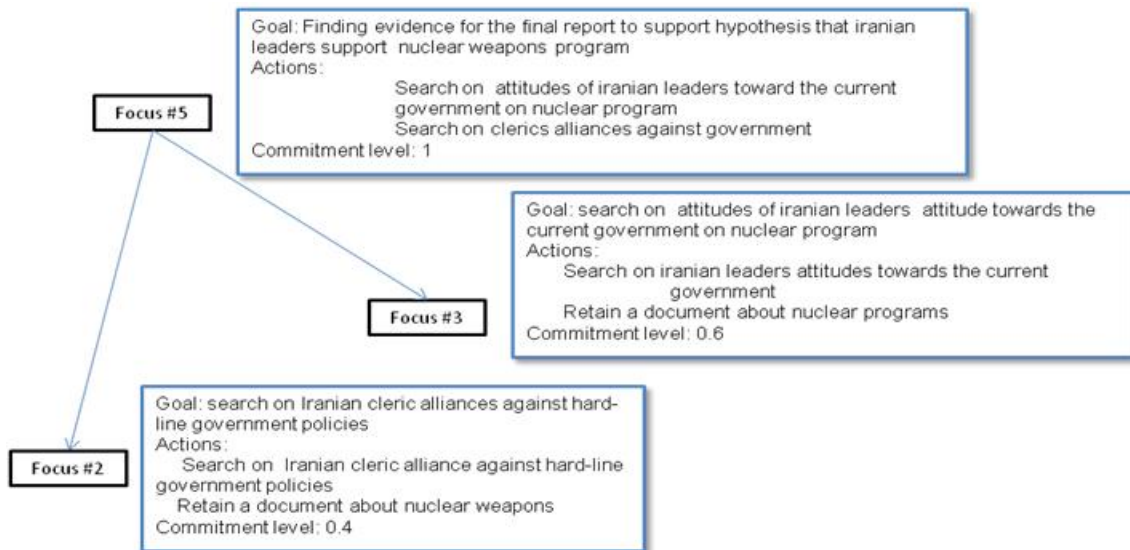 Goal: Finding evidence for the final report to support hypothesis that iranian
leaders support nuclear weapons program
Actions:
Search on attitudes of iranian leaders toward the current
government on nuclear program
Search on clerics alliances against government
Commitment level: 1
Focus #5
Goal: search on attitudes of iranian leaders attitude towards the
current government on nuclear program
Actions:
Search on iranian leaders attitudes towards the current
government
Retain a document about nuclear programs
Commitment level: 0.6
Focus #3
Goal: search on Iranian cleric alliances against hard-
line government policies
Actions:
Search on Iranian cleric alliance against hard-line
government policies
Retain a document about nuclear weapons
Commitment level: 0.4
Focus #2